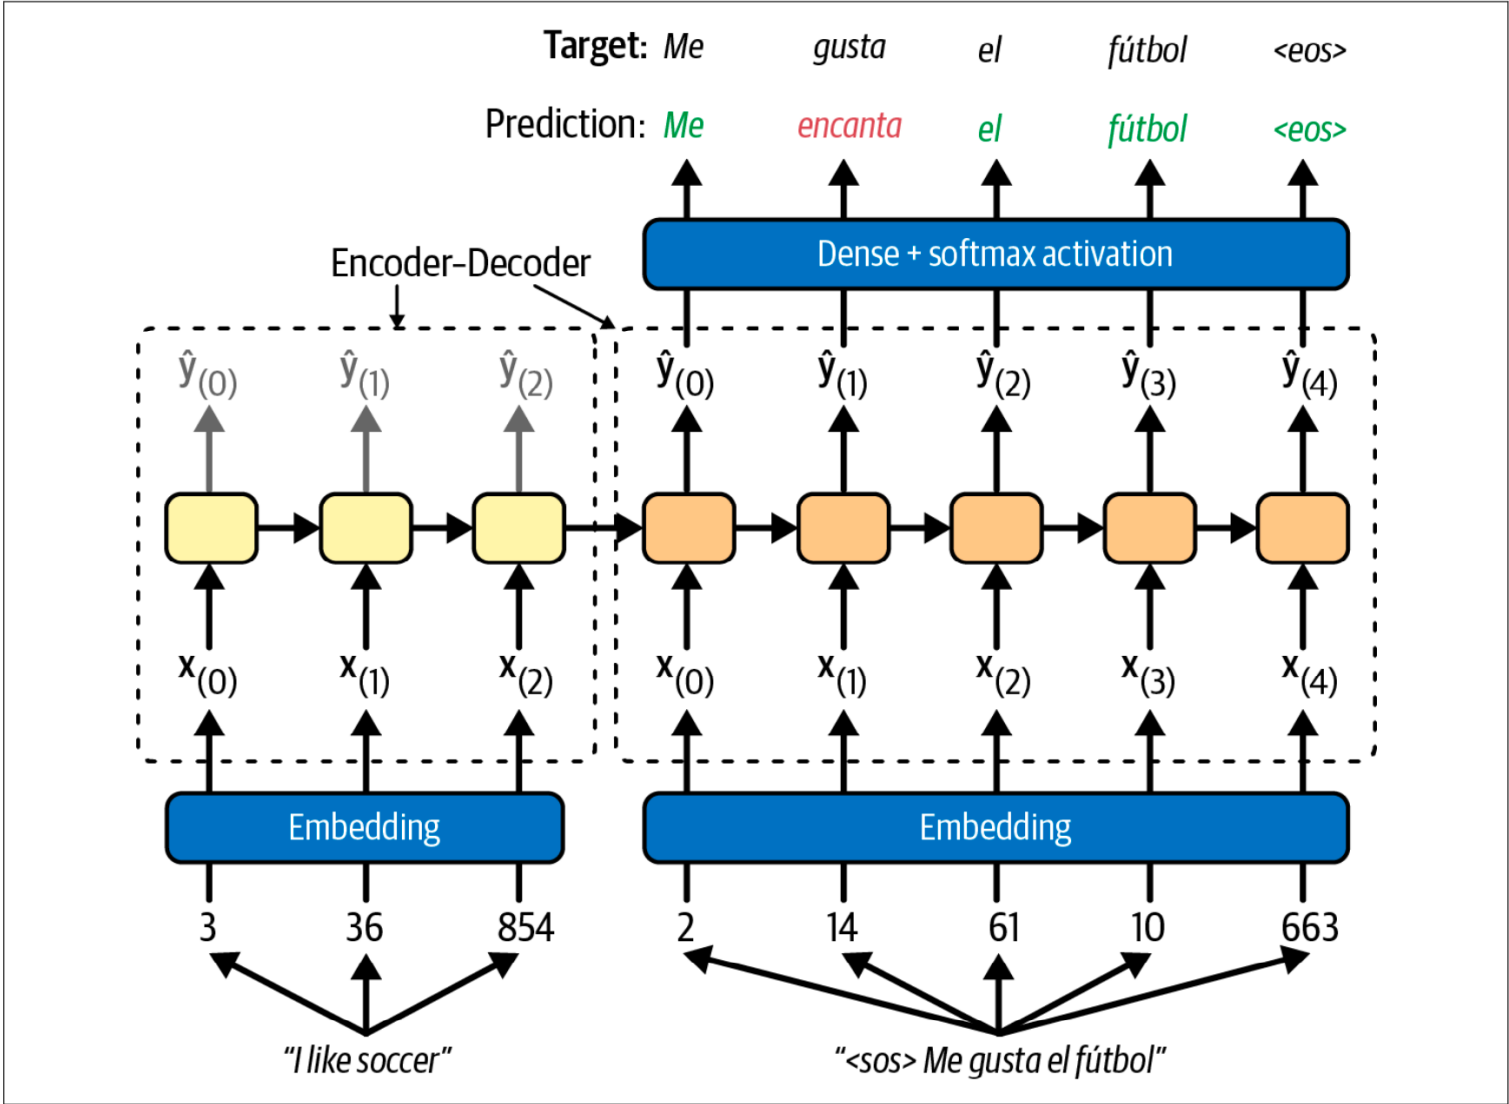 Target: Me gusta el fútbol <eos>
Prediction: Me encanta el fútbol <eos>
Dense + softmax activation
Encoder–Decoder
ŷ(0) ŷ(1) ŷ(2) ŷ(0) ŷ(1) ŷ(2) ŷ(3) ŷ(4)
x(0) x(1) x(2) x(0) x(1) x(2) x(3) x(4)
Embedding Embedding
3 36 854 2 14 61 10 663
“I like soccer” “<sos> Me gusta el fútbol”